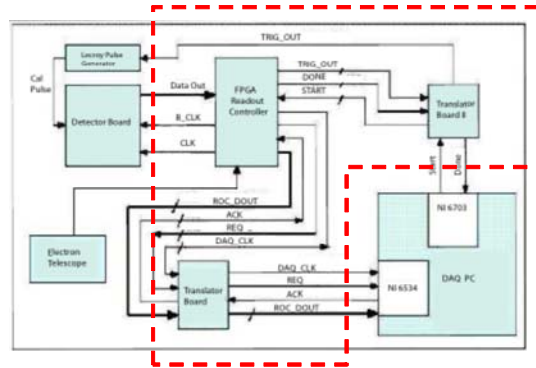 TRIG_OUT
Lecroy Pulse
Generator
Cal
Pulse
Data Out
Detector Board
B_CLK
CLK
FPGA
Readout
Controller
TRIG_OUT
DONE
START
Translator
Board II
Start
Done
NI 6703
ROC_DOUT
ACK
REQ
DAQ_CLK
Electron
Telescope
Translator
Board
DAQ_CLK
REQ
ACK
ROC_DOUT
NI 6534
DAQ PC